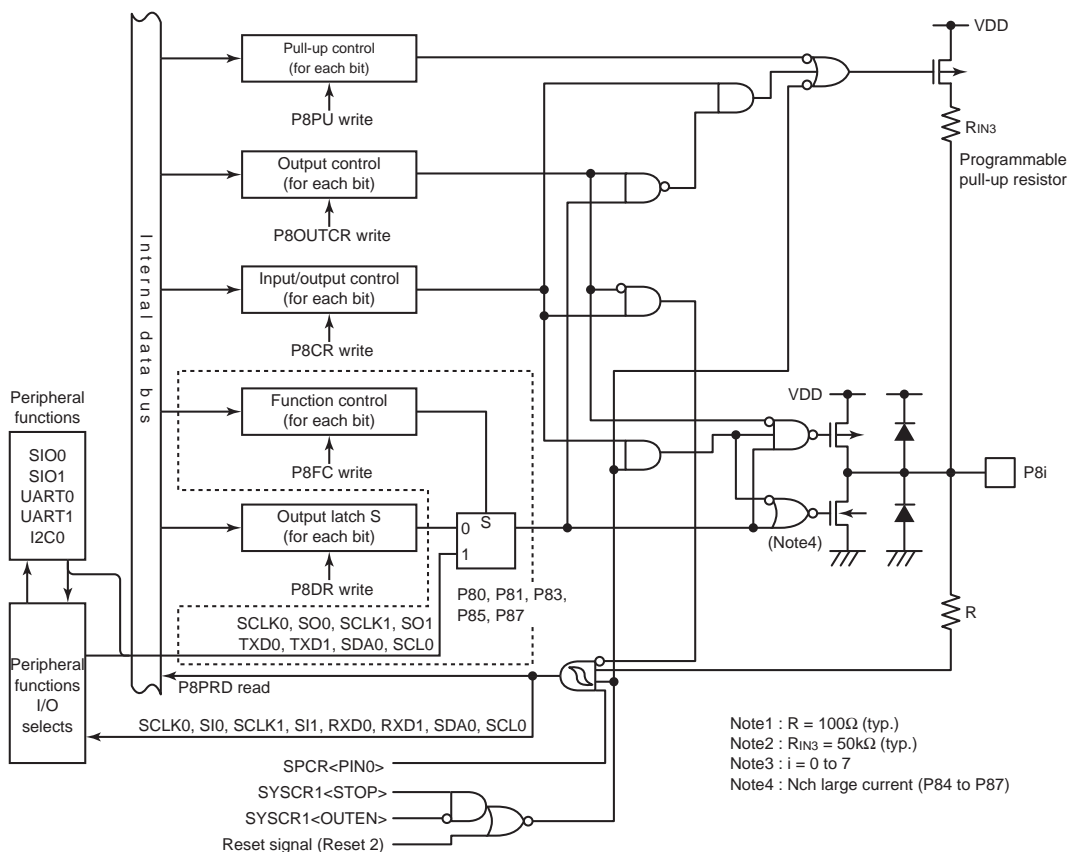 VDD
Pull-up control
(for each bit)
P8PU write
RIN3
Programmable
pull-up resistor
Output control
(for each bit)
P8OUTCR write
Internal data bus
Input/output control
(for each bit)
P8CR write
Peripheral
functions
SIO0
SIO1
UART0
UART1
I2C0
Function control
(for each bit)
P8FC write
VDD
P8i
Output latch S
(for each bit)
P8DR write
S
0
1
(Note4)
P80, P81, P83,
P85, P87
SCLK0, SO0, SCLK1, SO1
TXD0, TXD1, SDA0, SCL0
R
Peripheral
functions
I/O
selects
P8PRD read
SCLK0, SI0, SCLK1, SI1, RXD0, RXD1, SDA0, SCL0
SPCR<PIN0>
SYSCR1<STOP>
SYSCR1<OUTEN>
Reset signal (Reset 2)
Note1 : R = 100Ω (typ.)
Note2 : RIN3 = 50kΩ (typ.)
Note3 : i = 0 to 7
Note4 : Nch large current (P84 to P87)